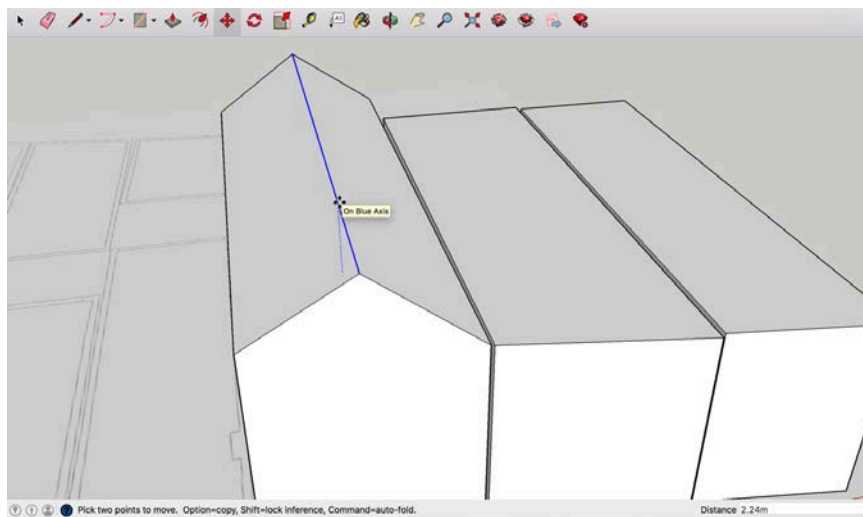 A1
On Blue Axis
Pick two points to move. Option=copy, Shift=lock inference, Command=auto-fold.
Distance 2.24m